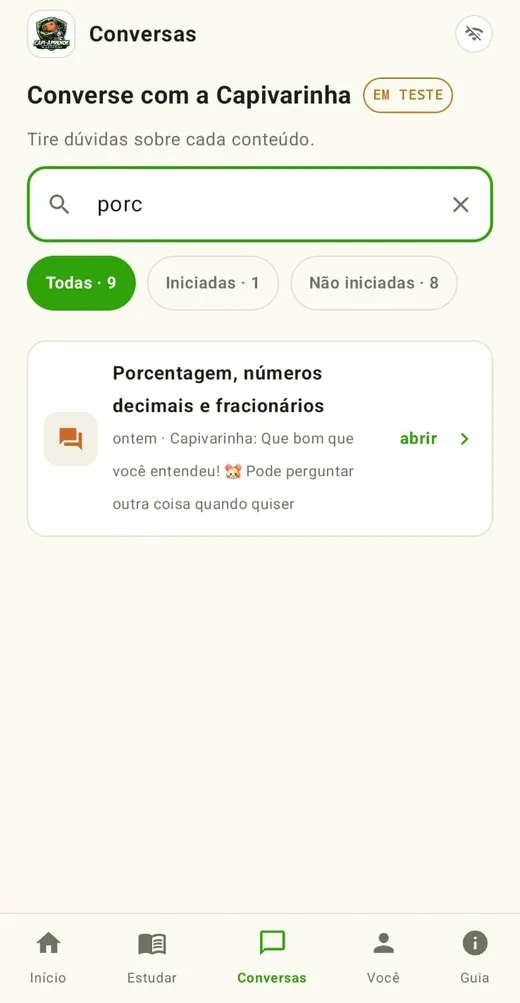 Conversas
Converse com a Capivarinha
EM TESTE
Tire dúvidas sobre cada conteúdo.
porc
Todas · 9
Iniciadas · 1
Não iniciadas · 8
Porcentagem, números
decimais e fracionários
ontem · Capivarinha: Que bom que
você entendeu! 🐹 Pode perguntar
outra coisa quando quiser
abrir
Início
Estudar
Conversas
Você
Guia